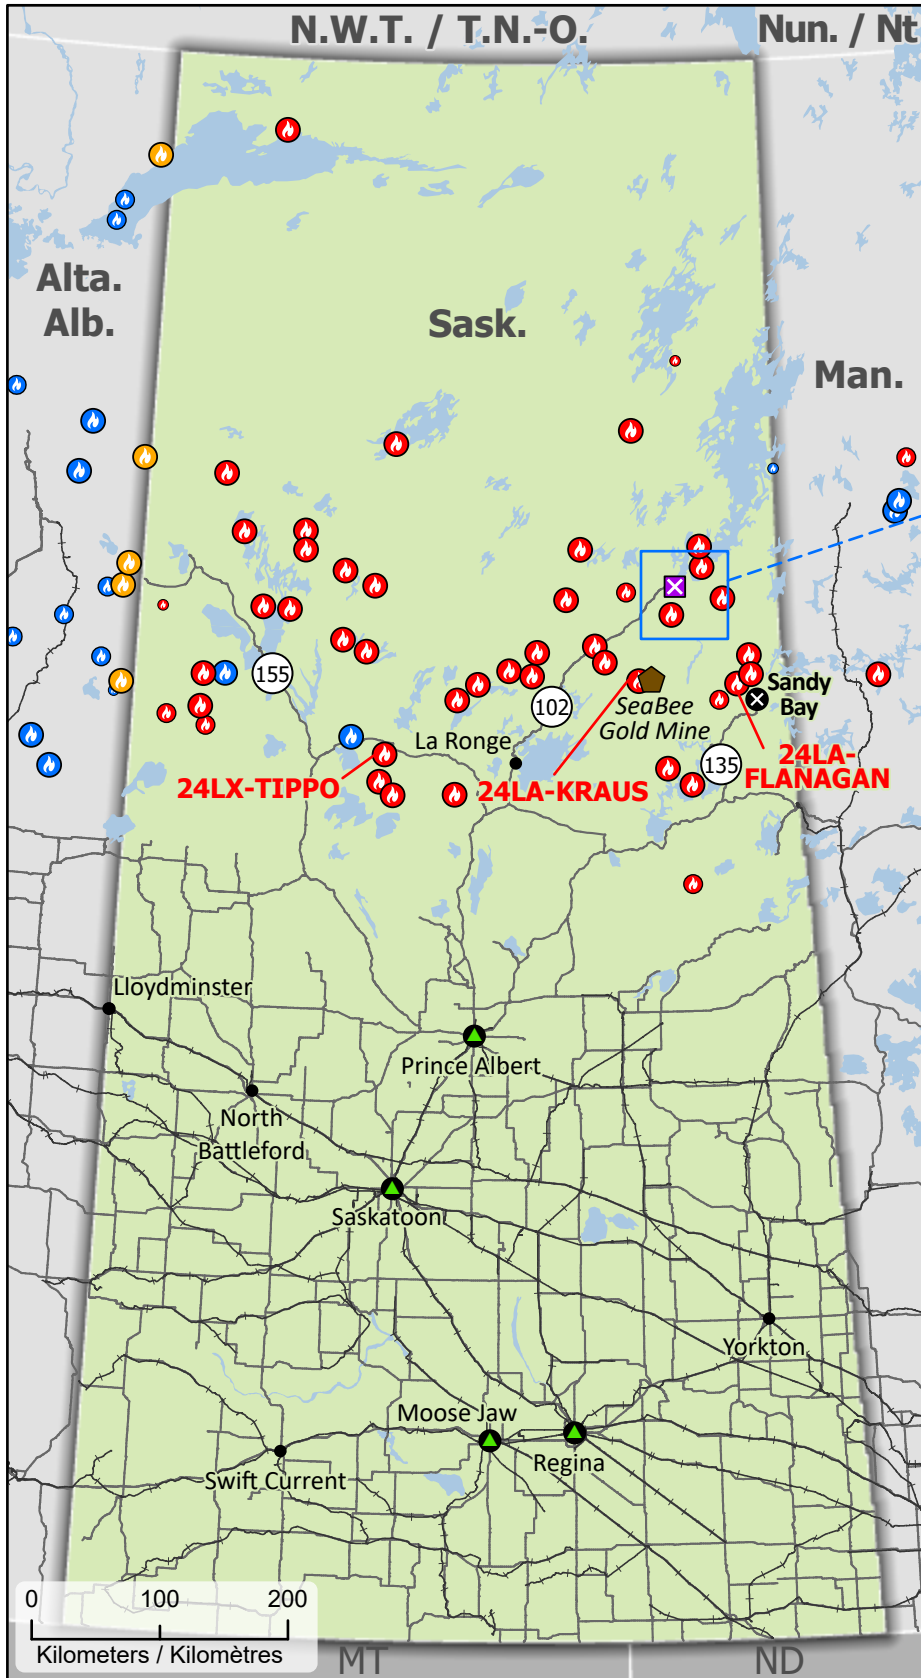 N.W.T. / T.N.-O.
Nun. / Nt
Alta.
Alb.
Sask.
Man.
155
102
SeaBee
Gold Mine
Sandy
Bay
La Ronge
135
24LX-TIPPO
24LA-KRAUS
24LA-
FLANAGAN
Lloydminster
Prince Albert
North
Battleford
Saskatoon
Yorkton
Moose Jaw
Regina
Swift Current
0 100 200
Kilometers / Kilomètres
MT
ND